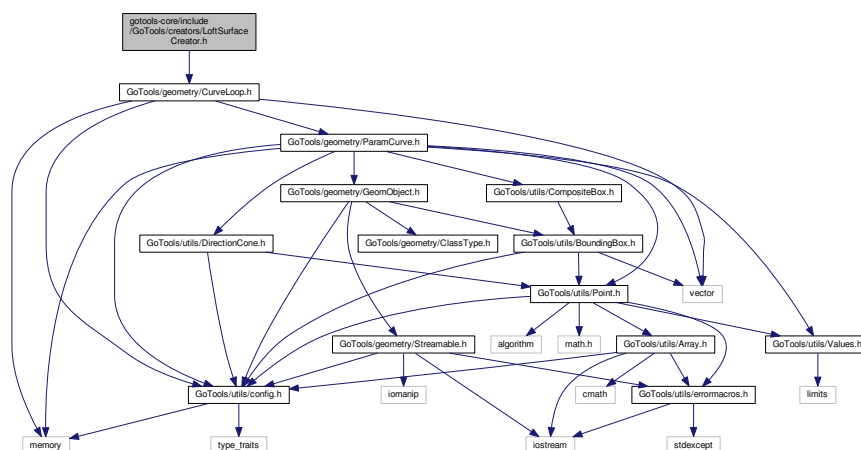 gotools-core/include
/GoTools/creators/LoftSurface
Creator.h
GoTools/geometry/CurveLoop.h
GoTools/geometry/ParamCurve.h
GoTools/geometry/GeomObject.h
GoTools/utils/CompositeBox.h
GoTools/utils/DirectionCone.h
GoTools/geometry/ClassType.h
GoTools/utils/BoundingBox.h
GoTools/utils/Point.h
vector
GoTools/geometry/Streamable.h
algorithm
math.h
GoTools/utils/Array.h
GoTools/utils/Values.h
GoTools/utils/config.h
iomanip
cmath
GoTools/utils/errormacros.h
limits
memory
type_traits
iostream
stdexcept